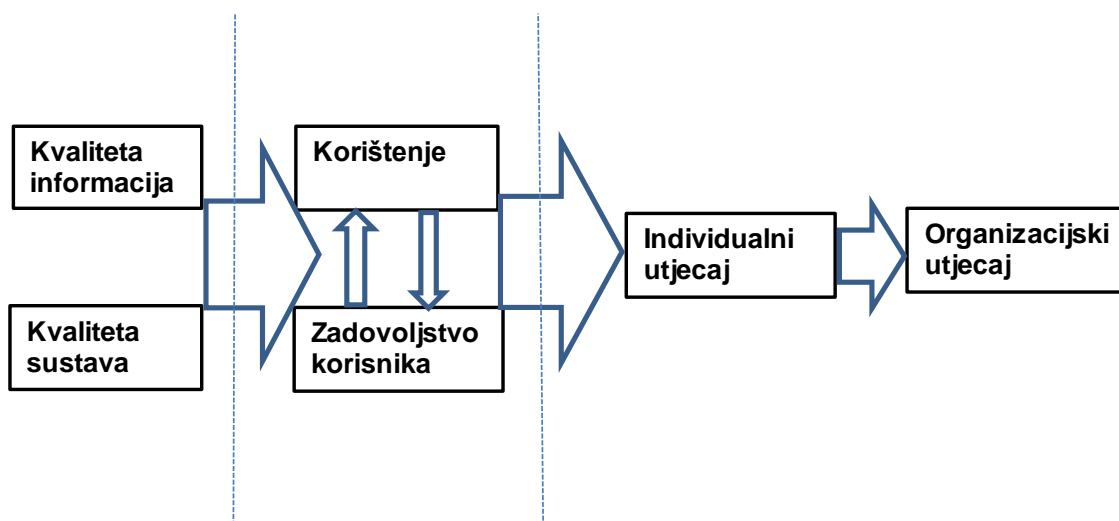 Kvaliteta
informacija
Kvaliteta
sustava
Korištenje
Zadovoljstvo
korisnika
Individualni
utjecaj
Organizacijski
utjecaj